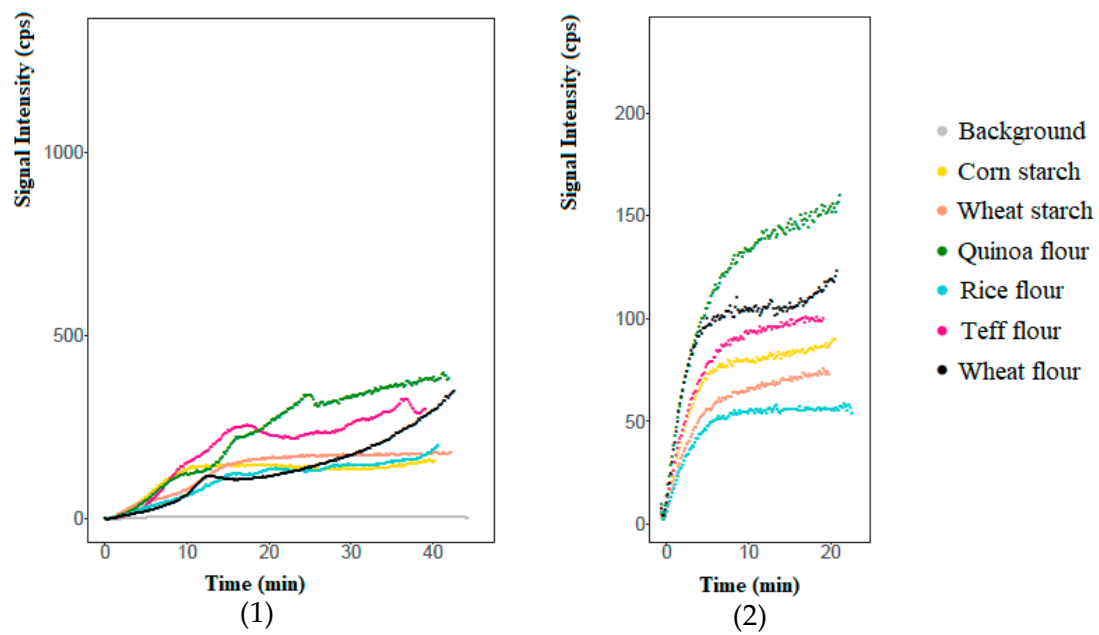 Signal Intensity (cps)
1000
500
0
0 10 20 30 40
Time (min)
(1)
Signal Intensity (cps)
200
150
100
50
0
0 10 20
Time (min)
(2)
Background
Corn starch
Wheat starch
Quinoa flour
Rice flour
Teff flour
Wheat flour